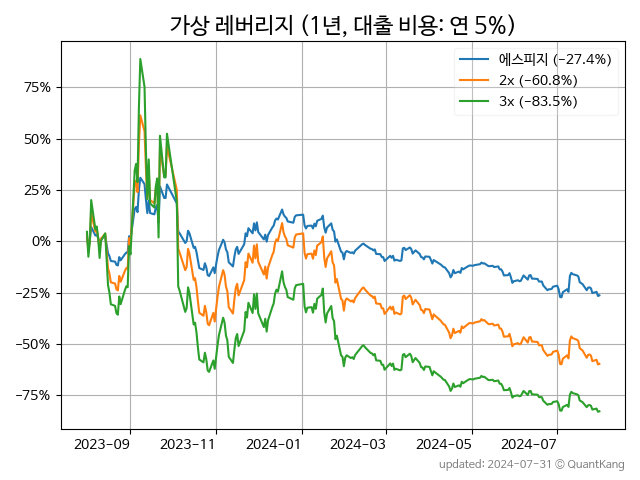 가상 레버리지 (1년, 대출 비용: 연 5%)
에스피지 (−27.4%)
2x (−60.8%)
3x (−83.5%)
75%
50%
25%
0%
−25%
−50%
−75%
2023−09
2023−11
2024−01
2024−03
2024−05
2024−07
updated: 2024-07-31 © QuantKang